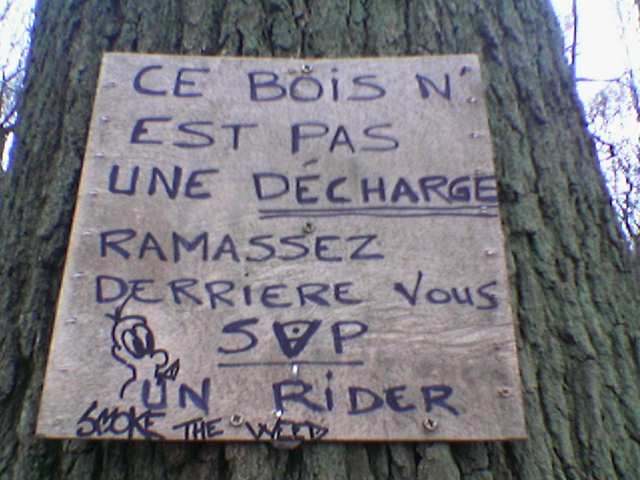 CE BOIS N'
EST PAS
UNE DÉCHARGE
RAMASSEZ
DERRIERE VOUS
SVP
UN RIDER
SMOKE THE WEED